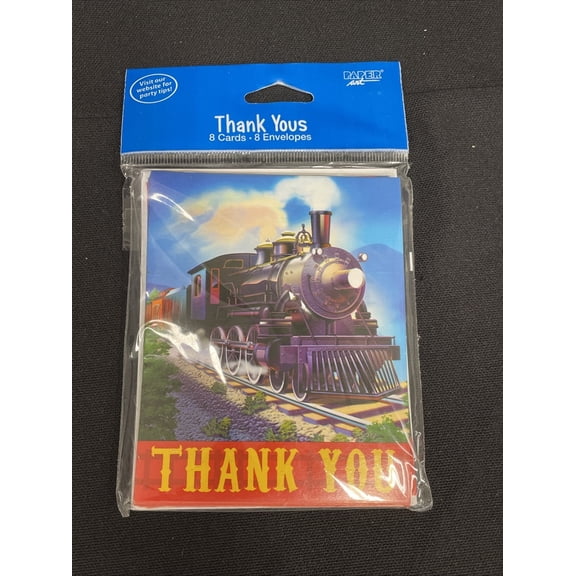 Visit our
website for
party tips!
PAPER
art
Thank Yous
8 Cards • 8 Envelopes
THANK YOU